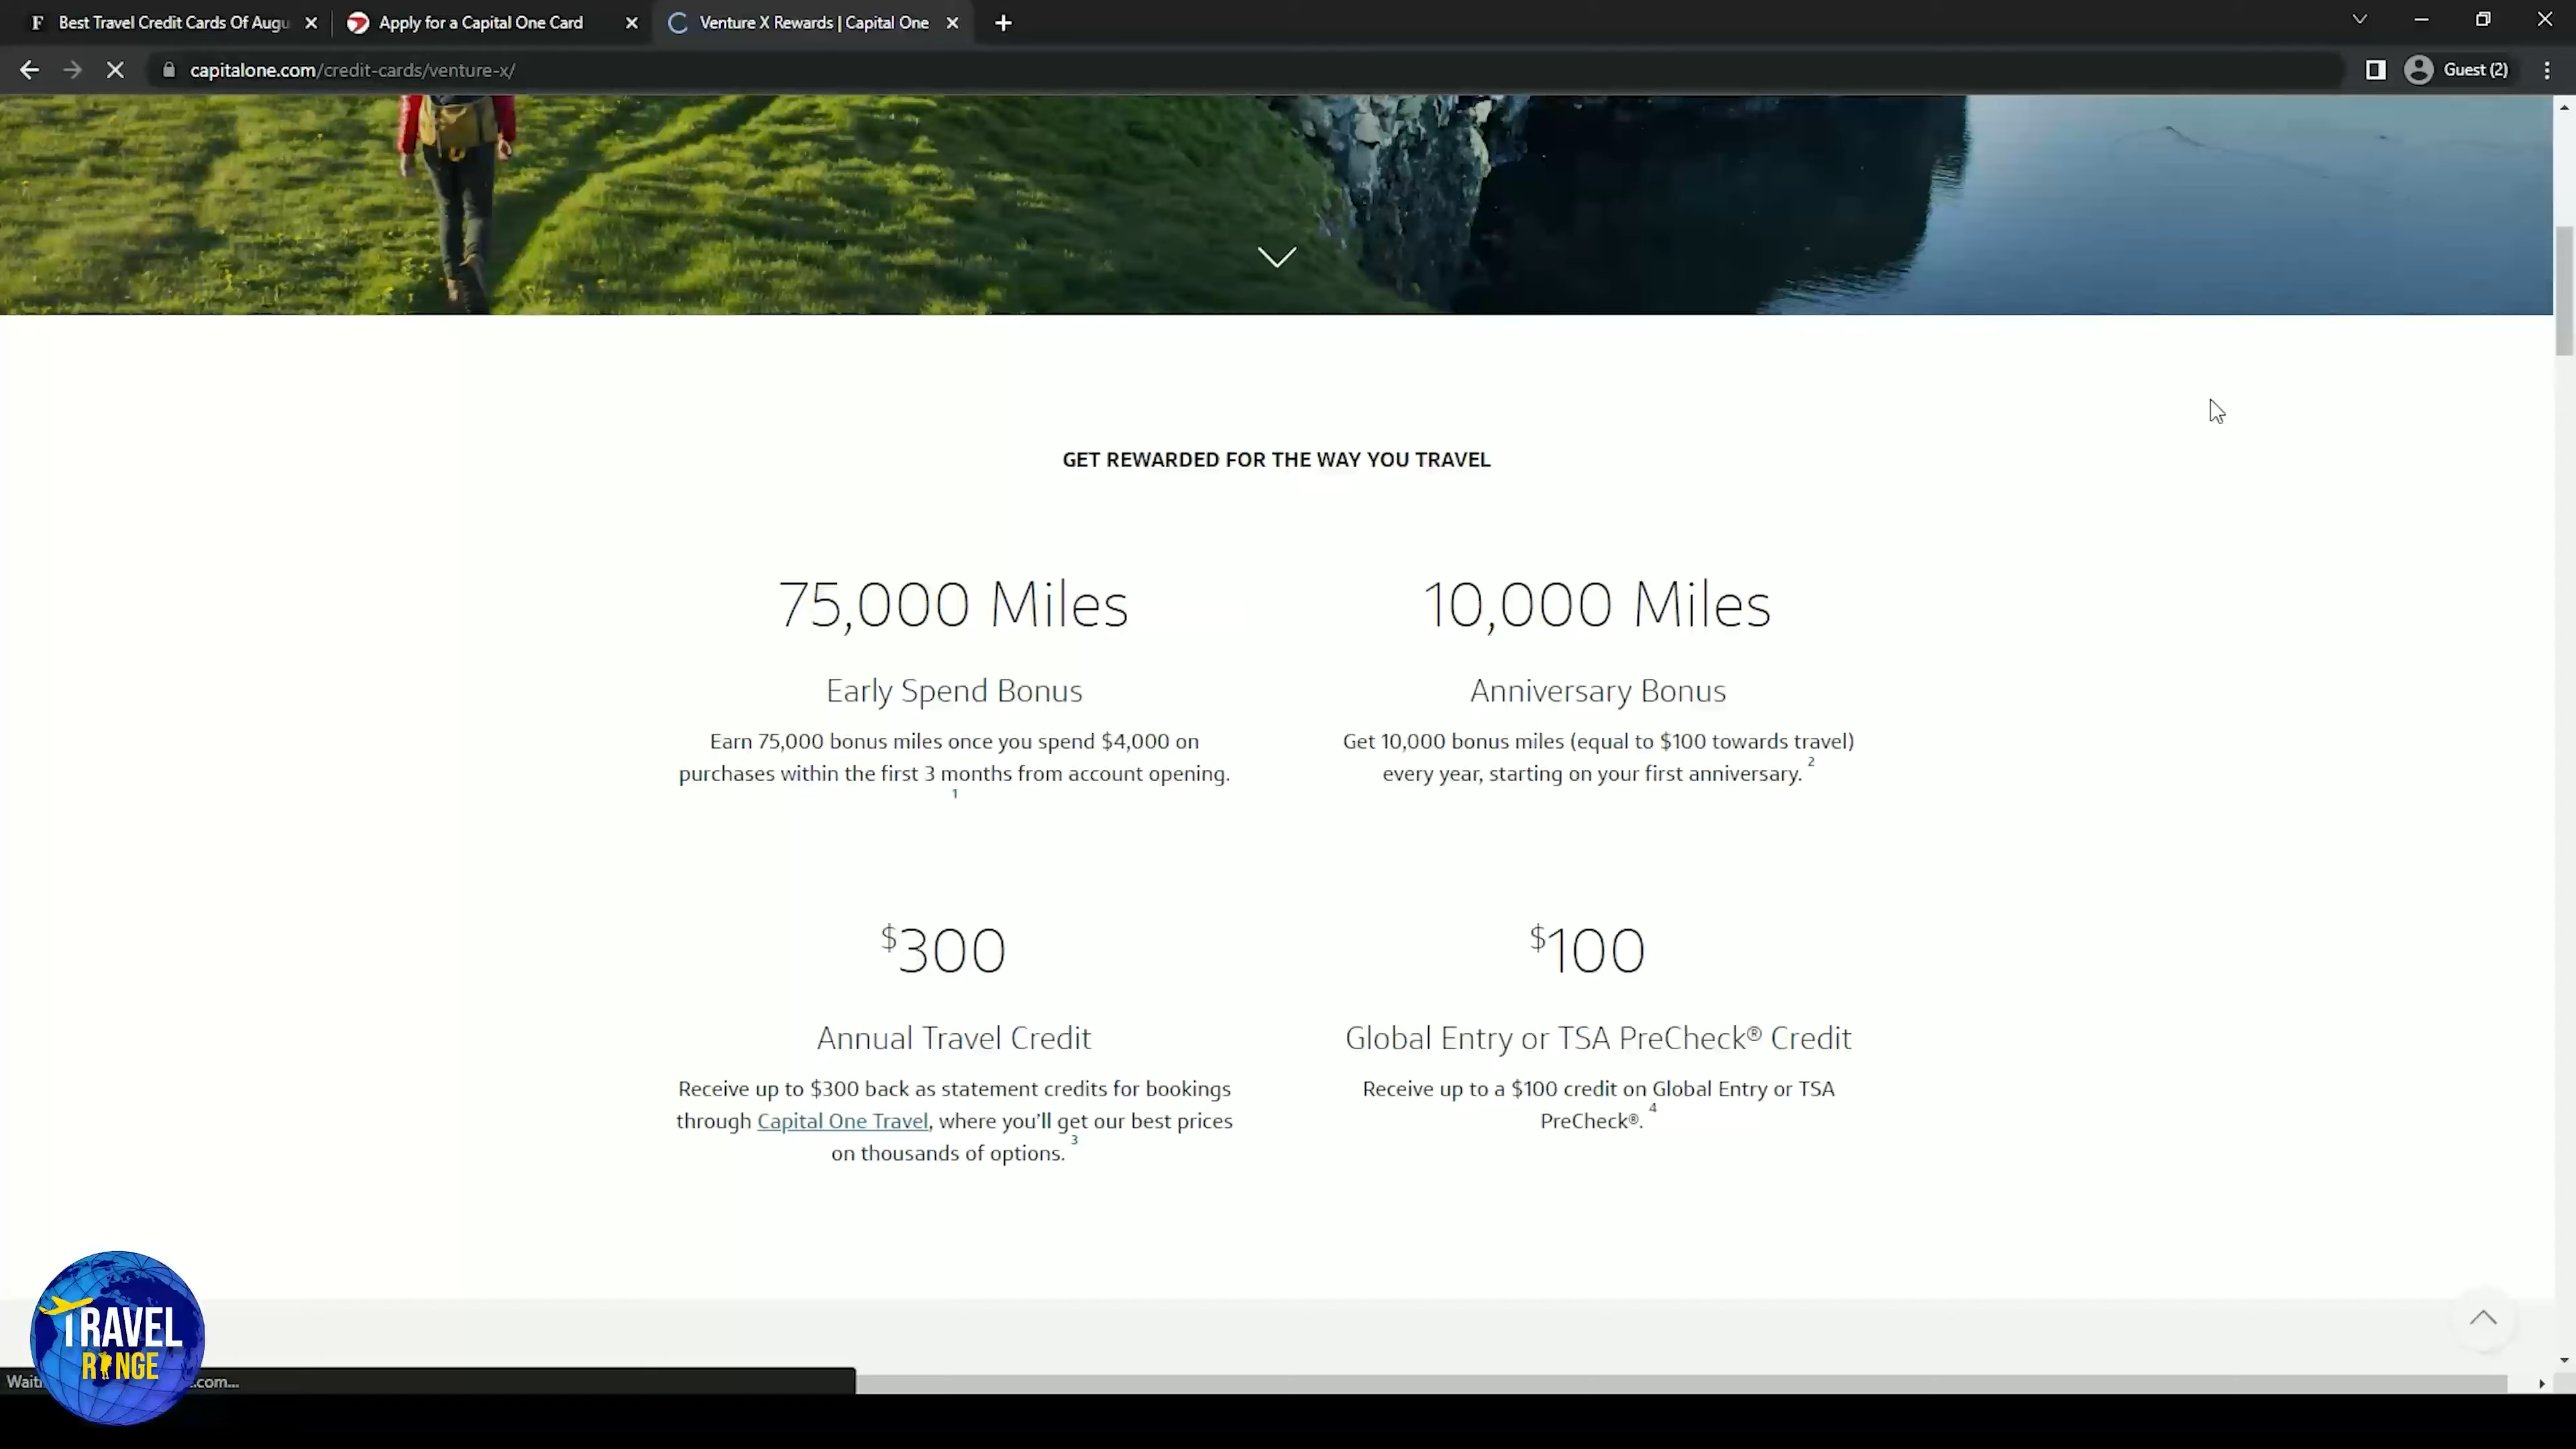 Best Travel Credit Cards Of Augu
Apply for a Capital One Card
Venture X Rewards | Capital One
capitalone.com/credit-cards/venture-x/
Guest (2)
GET REWARDED FOR THE WAY YOU TRAVEL
75,000 Miles
Early Spend Bonus
Earn 75,000 bonus miles once you spend $4,000 on
purchases within the first 3 months from account opening.
1
10,000 Miles
Anniversary Bonus
Get 10,000 bonus miles (equal to $100 towards travel)
every year, starting on your first anniversary. 2
$300
Annual Travel Credit
Receive up to $300 back as statement credits for bookings
through Capital One Travel, where you'll get our best prices
on thousands of options. 3
$100
Global Entry or TSA PreCheck® Credit
Receive up to a $100 credit on Global Entry or TSA
PreCheck®. 4
TRAVEL
RANGE
.com...